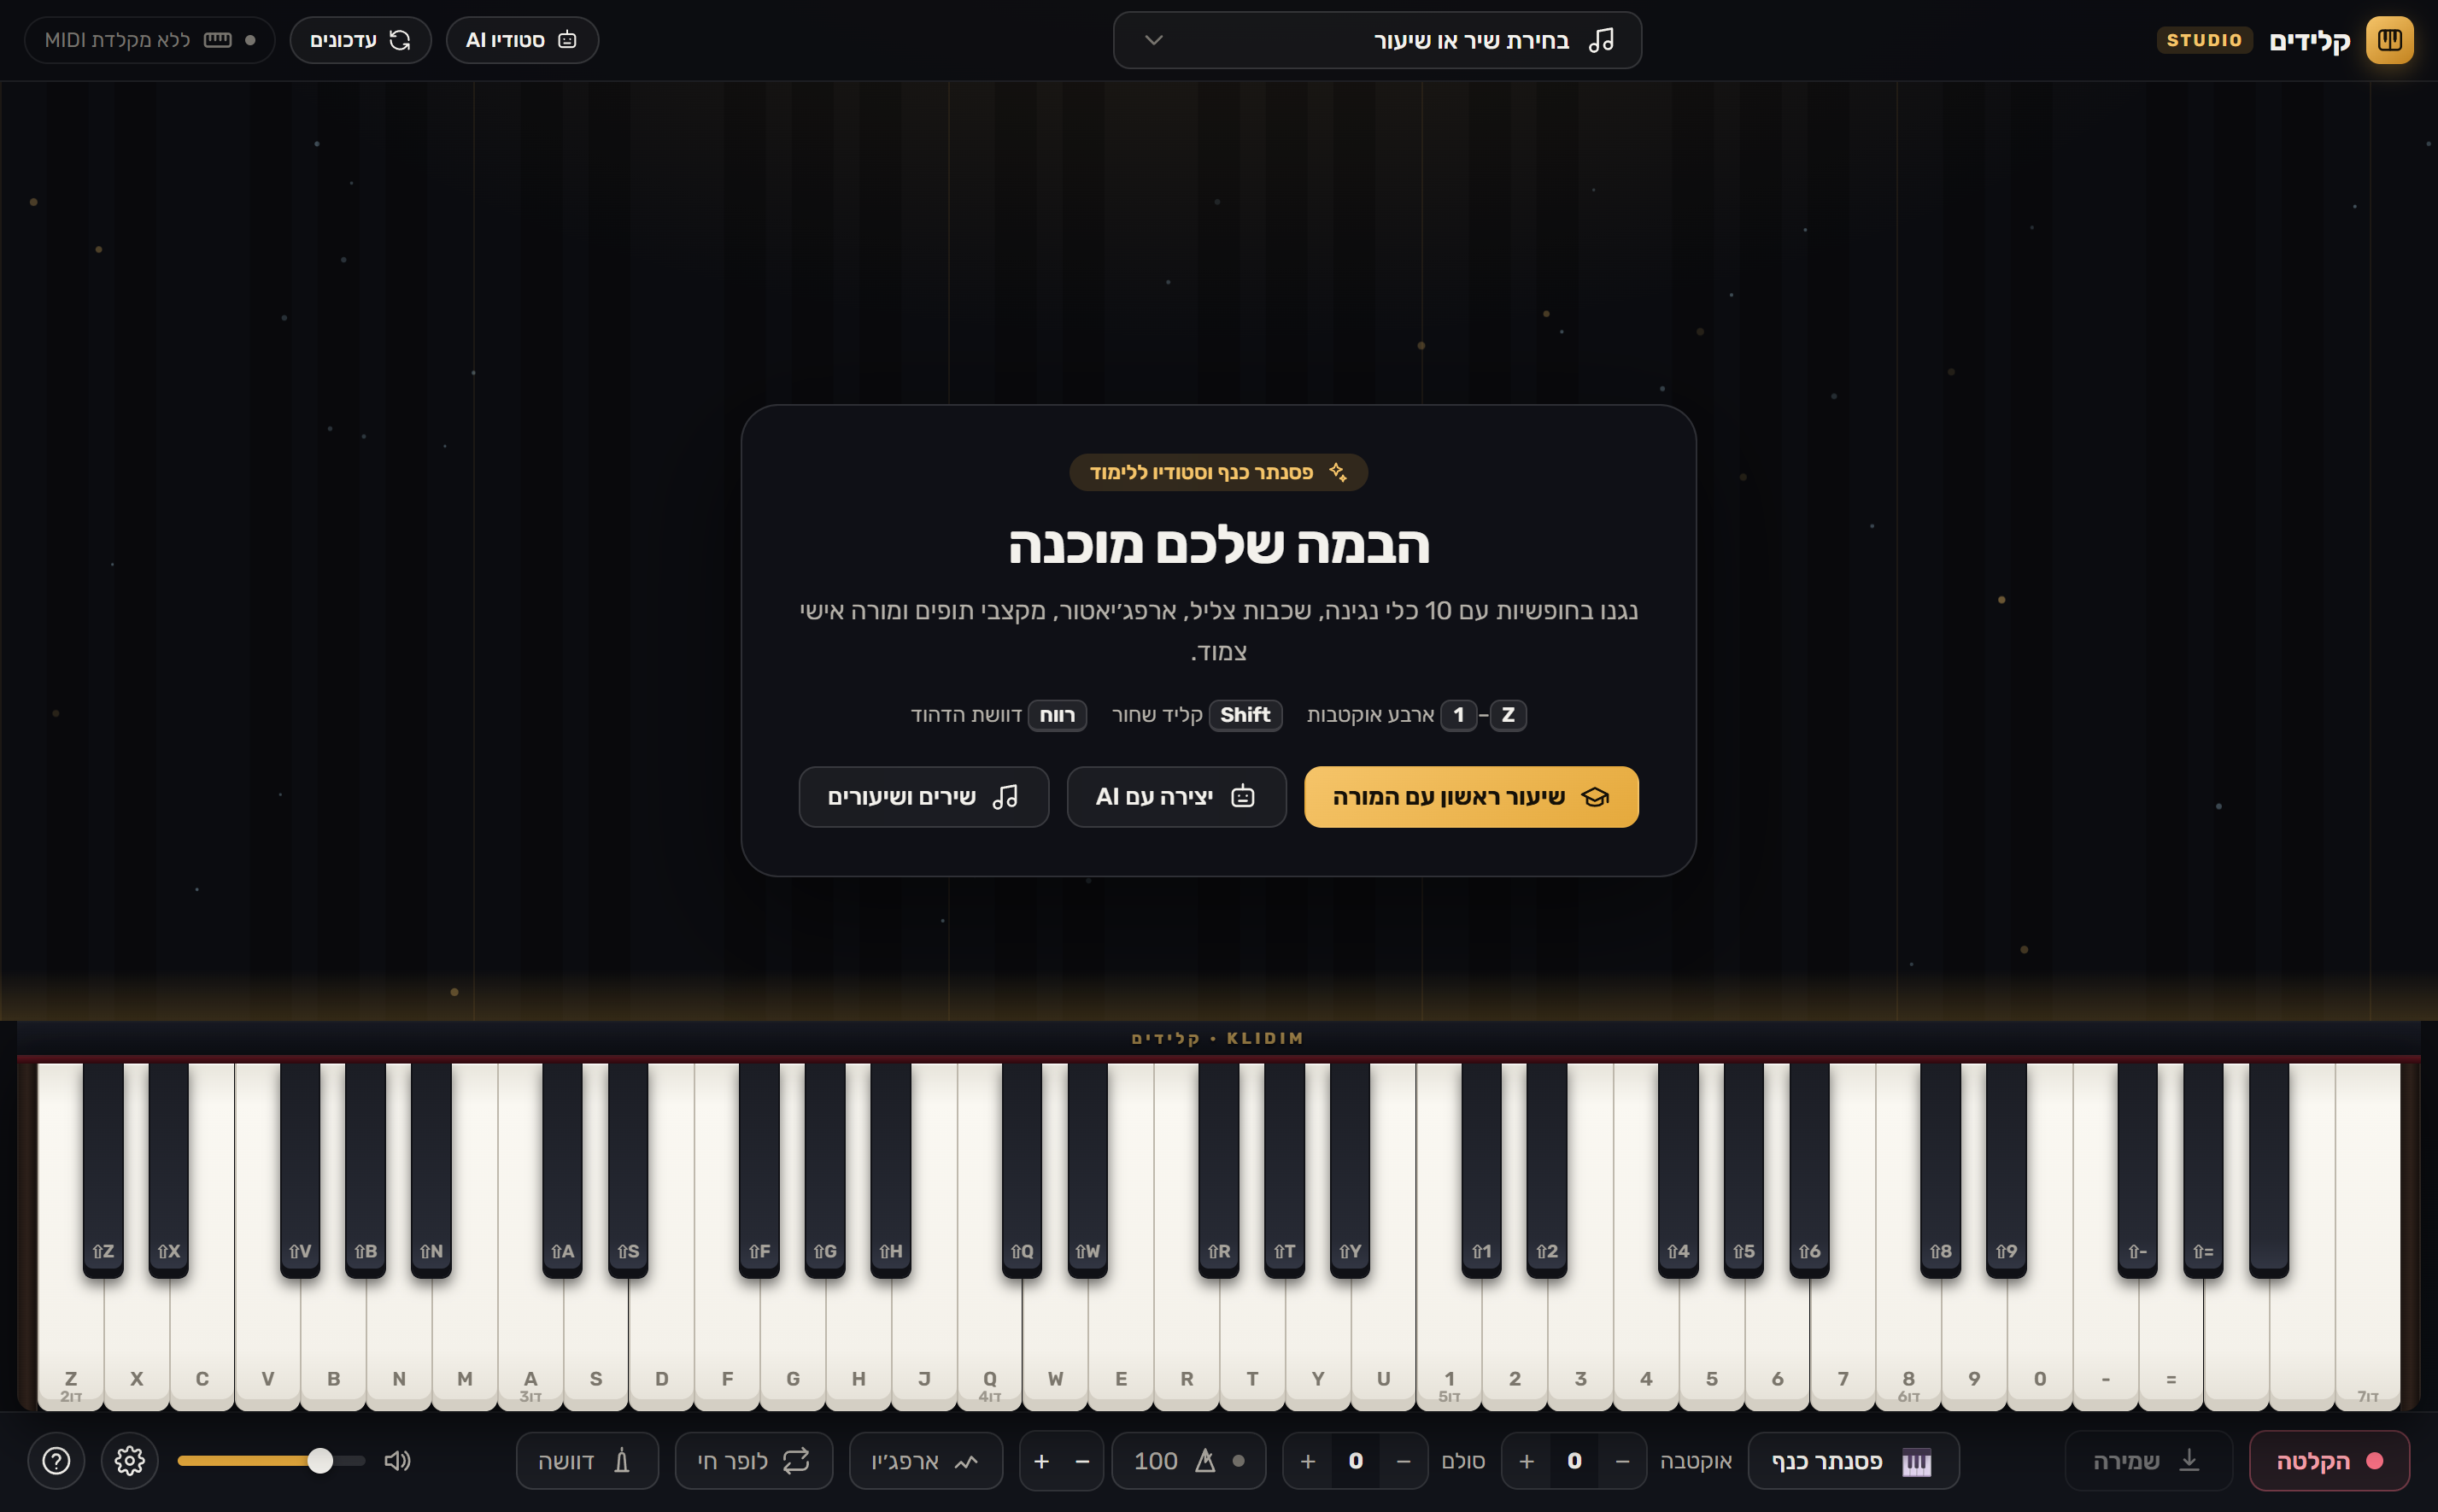 קלידים STUDIO
בחירת שיר או שיעור
סטודיו AI
עדכונים
ללא מקלדת MIDI
פסנתר כנף וסטודיו ללימוד
הבמה שלכם מוכנה
נגנו בחופשיות עם 10 כלי נגינה, שכבות צליל, ארפג׳יאטור, מקצבי תופים ומורה אישי
צמוד.
Z–1 ארבע אוקטבות Shift קליד שחור רווח דוושת הדהוד
שיעור ראשון עם המורה
יצירה עם AI
שירים ושיעורים
KLIDIM • קלידים
⇧Z ⇧X ⇧V ⇧B ⇧N ⇧A ⇧S ⇧F ⇧G ⇧H ⇧Q ⇧W ⇧R ⇧T ⇧Y ⇧1 ⇧2 ⇧4 ⇧5 ⇧6 ⇧8 ⇧9 ⇧- ⇧=
Z X C V B N M A S D F G H J Q W E R T Y U 1 2 3 4 5 6 7 8 9 0 - =
דו2 דו3 דו4 דו5 דו6 דו7
הקלטה
שמירה
פסנתר כנף
אוקטבה − 0 +
סולם − 0 +
100 − +
ארפג׳יו
לופר חי
דוושה